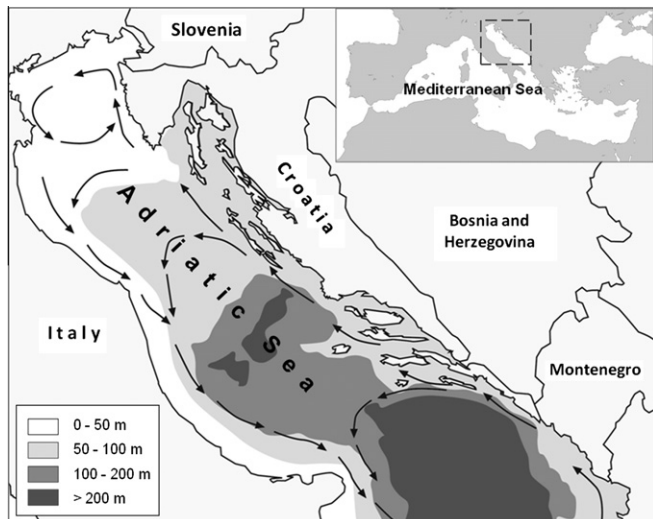 Slovenia
Mediterranean Sea
Croatia
Adriatic Sea
Bosnia and
Herzegovina
Italy
Montenegro
0 - 50 m
50 - 100 m
100 - 200 m
> 200 m